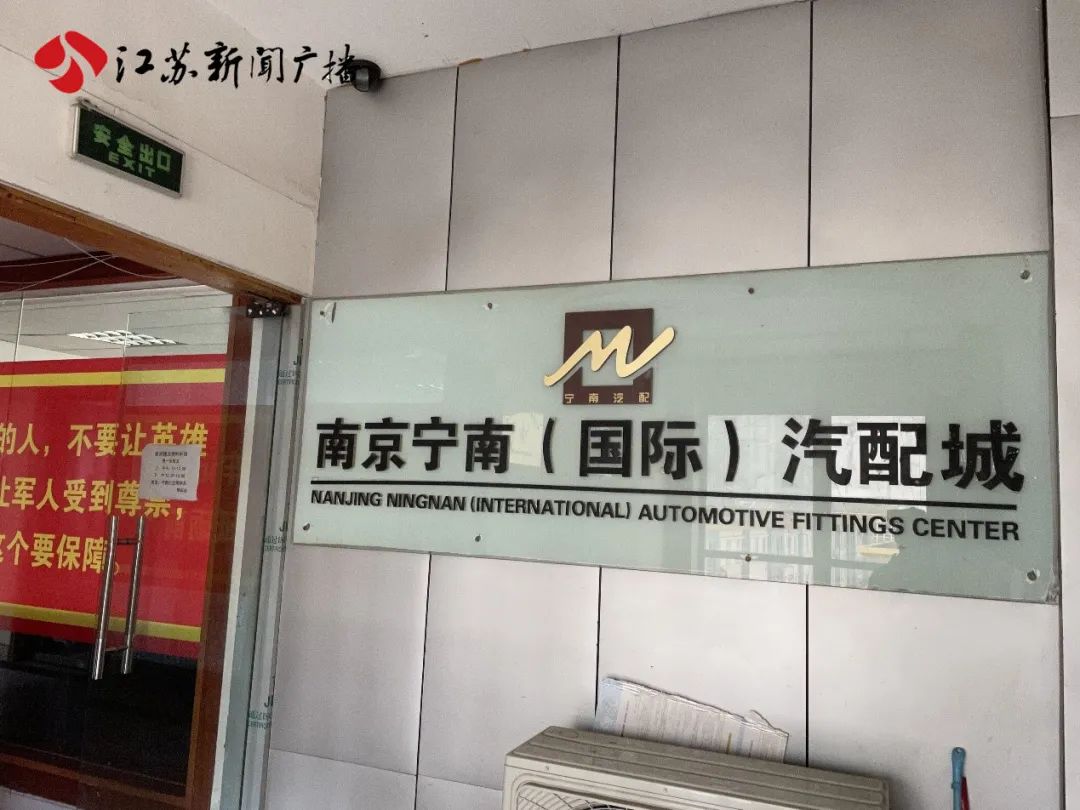 江苏新闻广播
安全出口
EXIT
的人，不要让英雄
让军人受到尊崇，
这个要保障。
宁南汽配
南京宁南（国际）汽配城
NANJING NINGNAN (INTERNATIONAL) AUTOMOTIVE FITTINGS CENTER